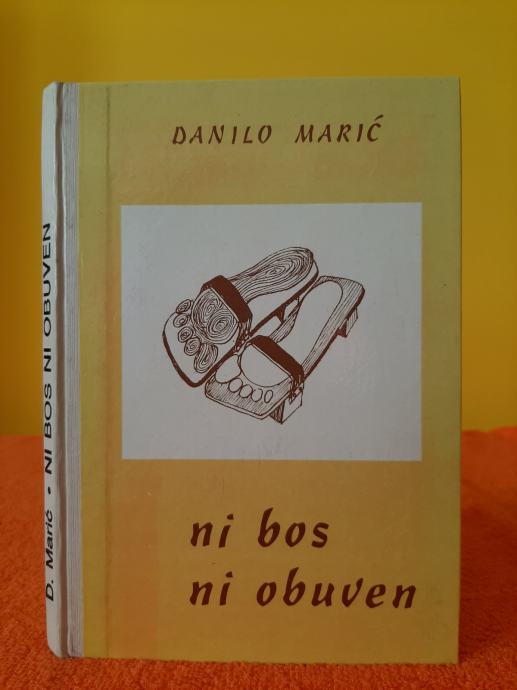 DANILO MARIĆ
ni bos
ni obuven
D. Marić • NI BOS NI OBUVEN